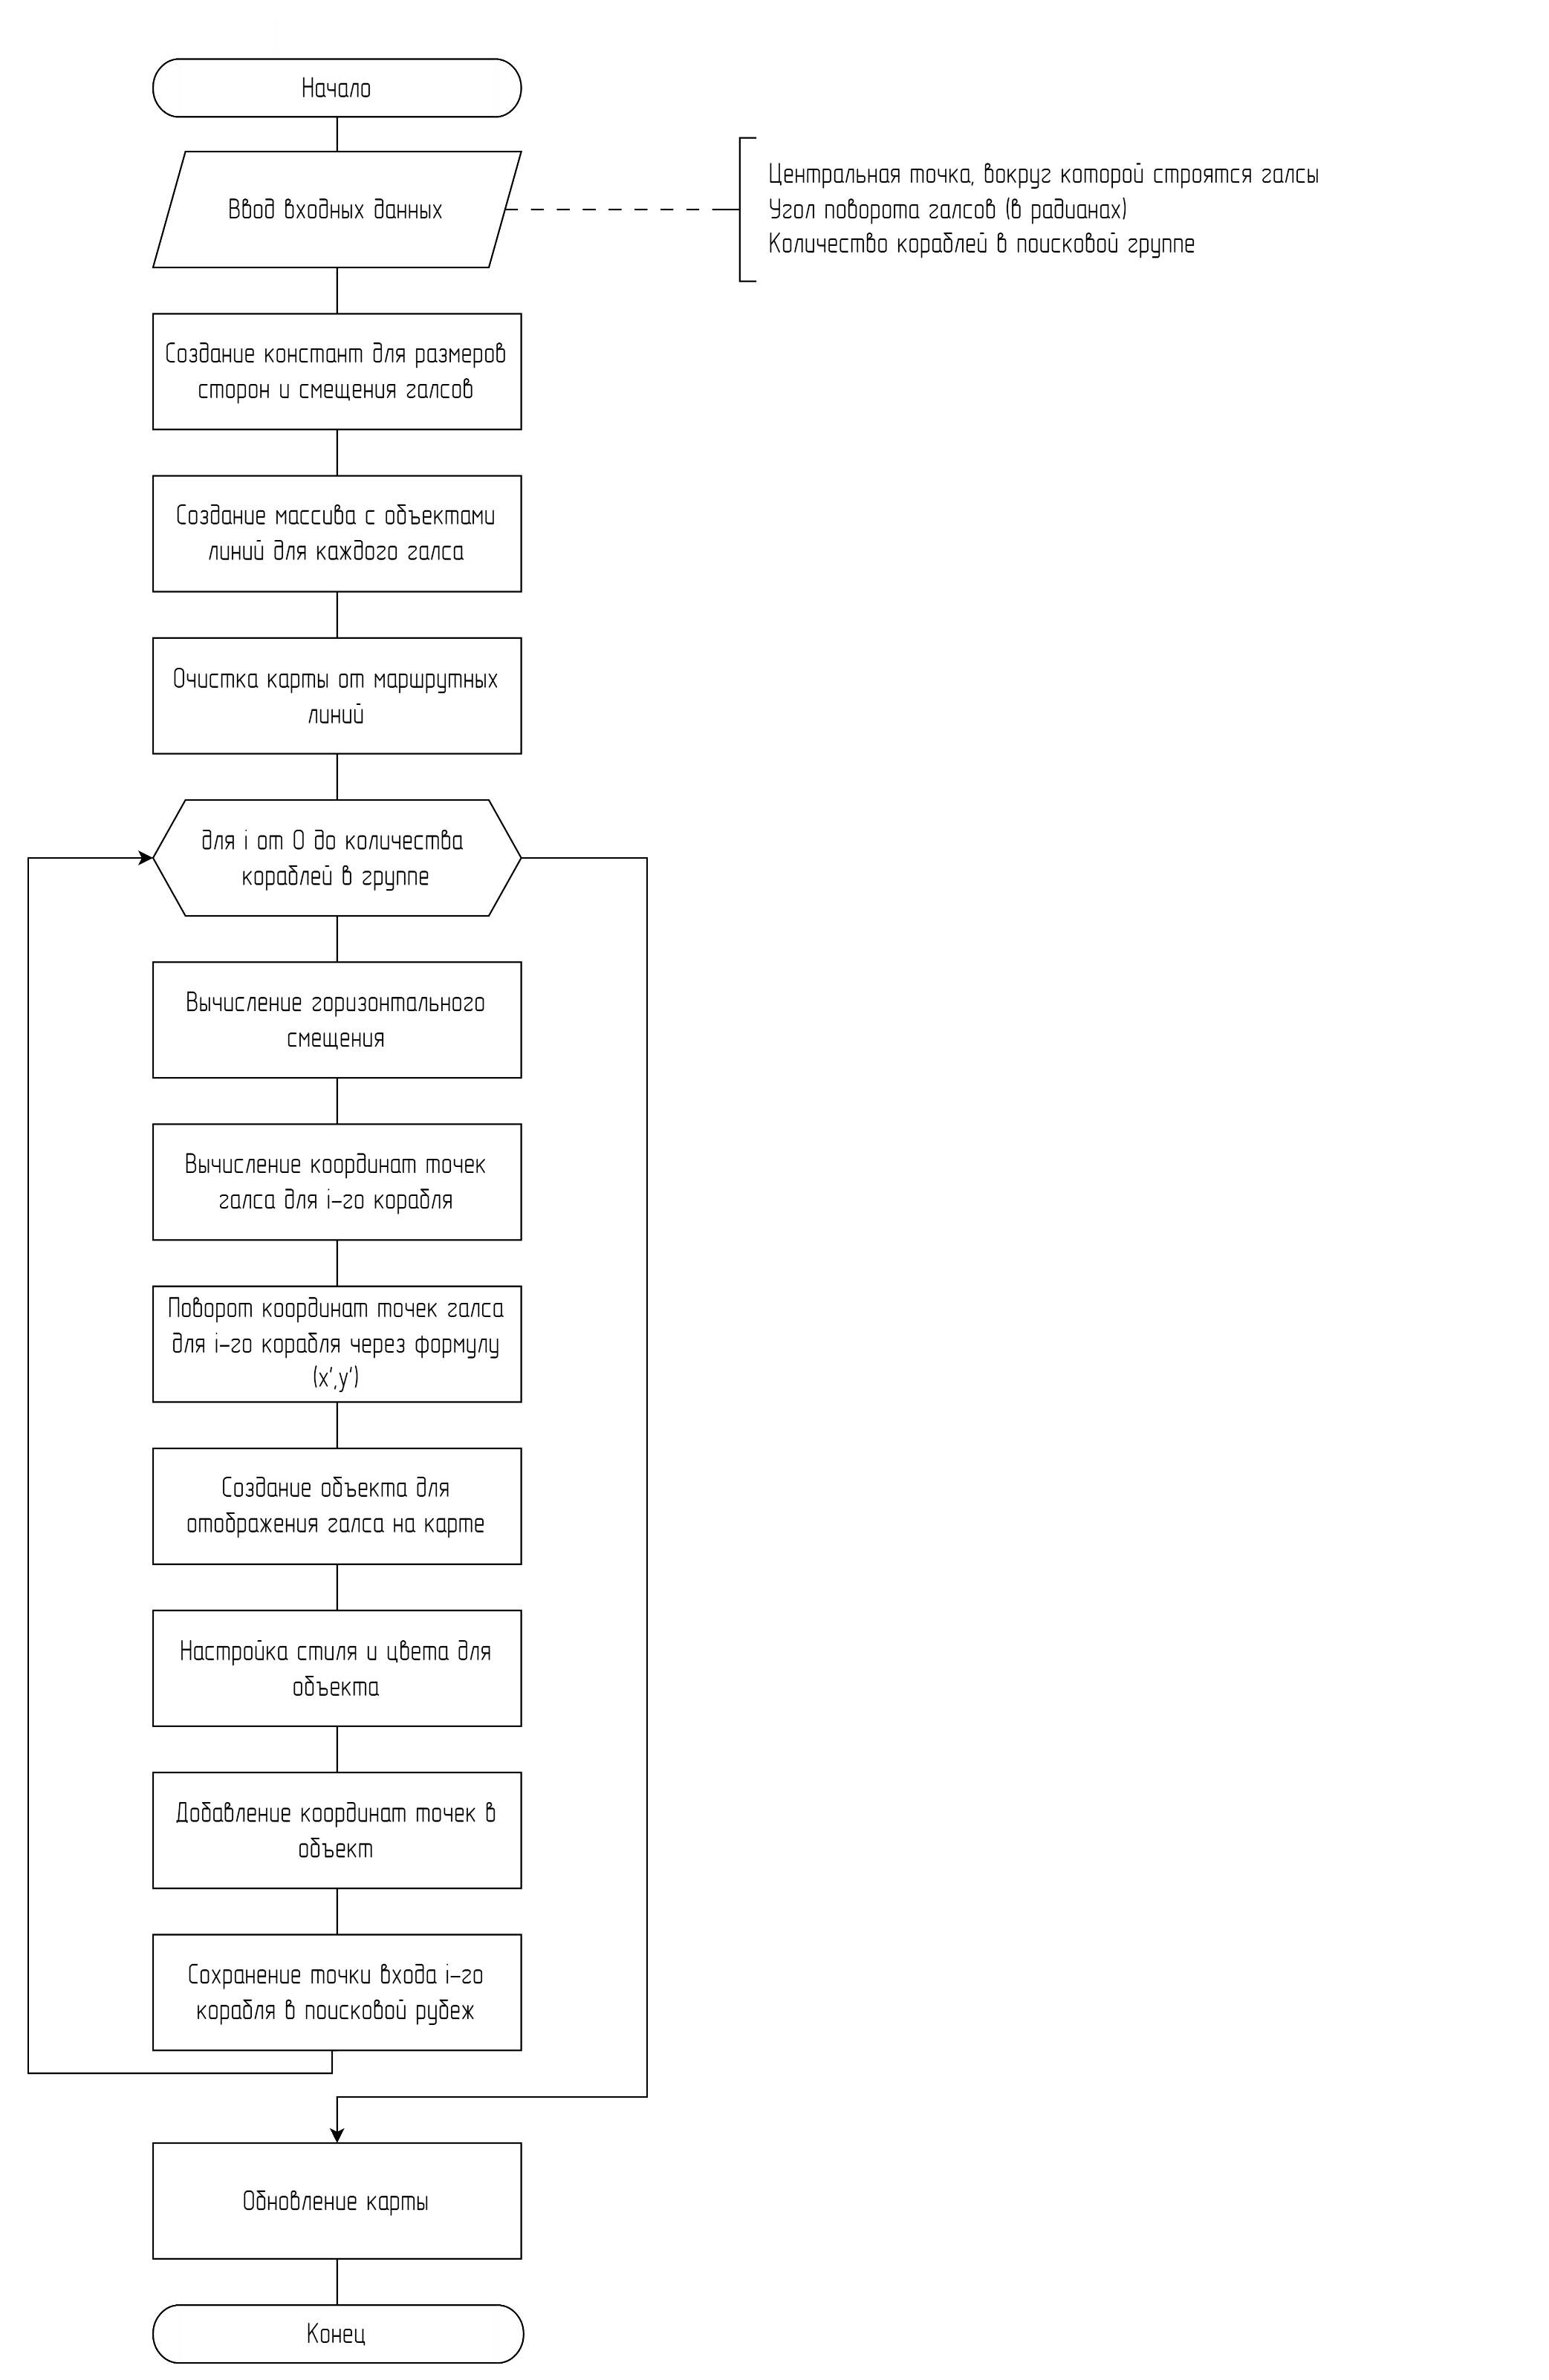 Начало
Ввод входных данных
Центральная точка, вокруг которой строятся галсы
Угол поворота галсов (в радианах)
Количество кораблей в поисковой группе
Создание констант для размеров
сторон и смещения галсов
Создание массива с объектами
линий для каждого галса
Очистка карты от маршрутных
линий
для i от 0 до количества
кораблей в группе
Вычисление горизонтального
смещения
Вычисление координат точек
галса для i-го корабля
Поворот координат точек галса
для i-го корабля через формулу
(x',y')
Создание объекта для
отображения галса на карте
Настройка стиля и цвета для
объекта
Добавление координат точек в
объект
Сохранение точки входа i-го
корабля в поисковой рубеж
Обновление карты
Конец